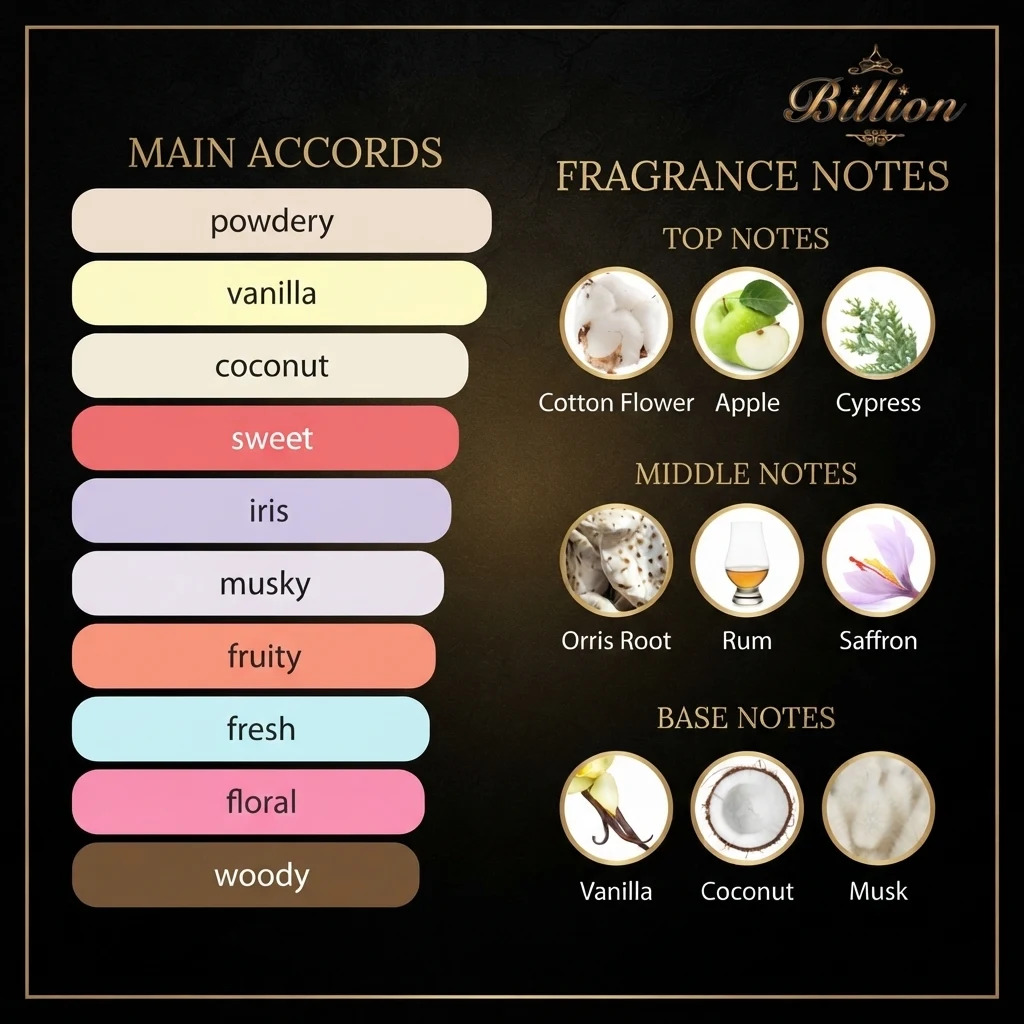 Billion
MAIN ACCORDS
powdery
vanilla
coconut
sweet
iris
musky
fruity
fresh
floral
woody
FRAGRANCE NOTES
TOP NOTES
Cotton Flower Apple Cypress
MIDDLE NOTES
Orris Root Rum Saffron
BASE NOTES
Vanilla Coconut Musk